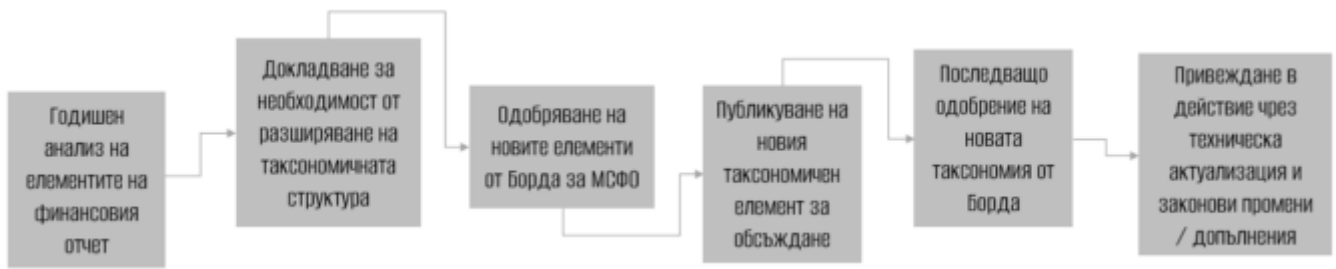 Годишен
анализ на
елементите на
финансовия
отчет
Докладване за
необходимост от
разширяване на
таксономичната
структура
Одобряване на
новите елементи
от Борда за МСФО
Публикуване на
новия
таксономичен
елемент за
обсъждане
Последващо
одобрение на
новата
таксономия от
Борда
Привеждане в
действие чрез
техническа
актуализация и
законови промени
/ допълнения